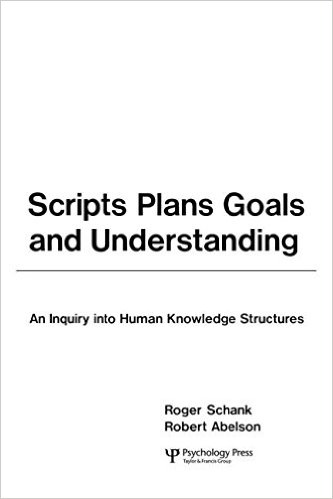 Scripts Plans Goals
and Understanding
An Inquiry into Human Knowledge Structures
Roger Schank
Robert Abelson
Psychology Press
Taylor & Francis Group